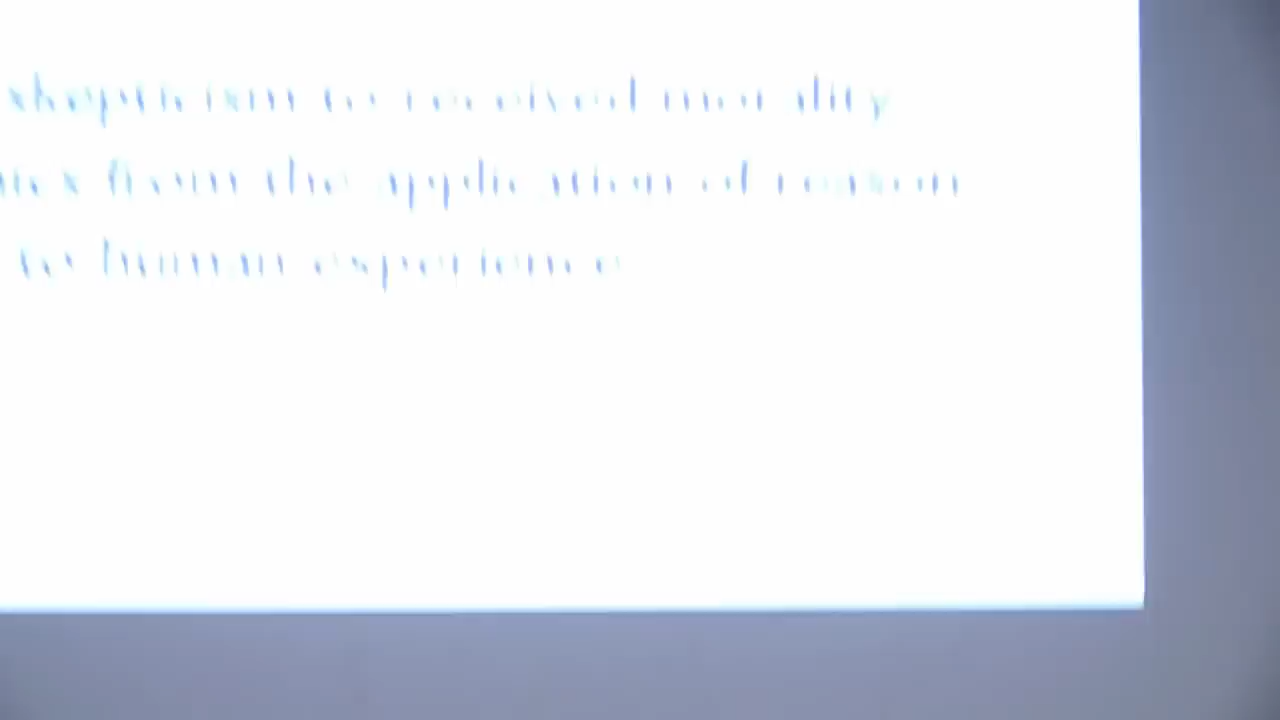 skepticism to received morality
from the application of reason
to human experience